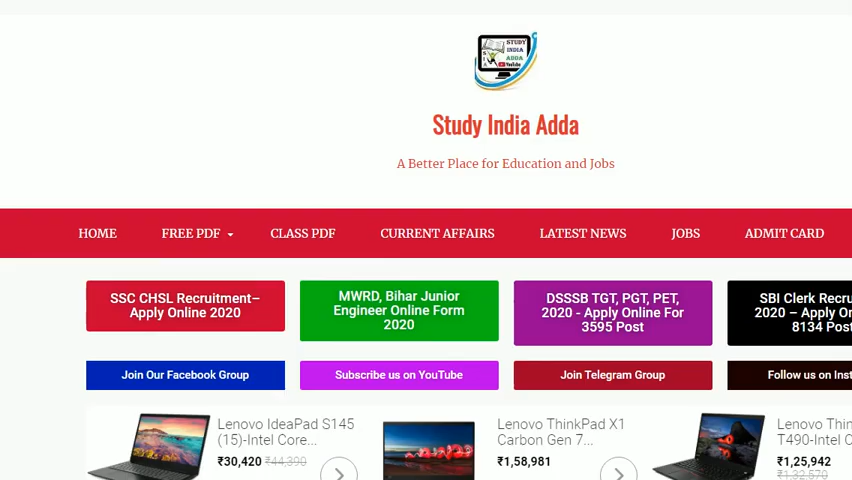 STUDY
INDIA
ADDA
YouTube
Study India Adda
A Better Place for Education and Jobs
HOME FREE PDF CLASS PDF CURRENT AFFAIRS LATEST NEWS JOBS ADMIT CARD
SSC CHSL Recruitment–
Apply Online 2020
MWRD, Bihar Junior
Engineer Online Form
2020
DSSSB TGT, PGT, PET,
2020 - Apply Online For
3595 Post
SBI Clerk Recru
2020 – Apply On
8134 Post
Join Our Facebook Group
Subscribe us on YouTube
Join Telegram Group
Follow us on Inst
Lenovo IdeaPad S145
(15)-Intel Core...
₹30,420 ₹44,390
Lenovo ThinkPad X1
Carbon Gen 7...
₹1,58,981
Lenovo Thin
T490-Intel C
₹1,25,942
₹1,32,570